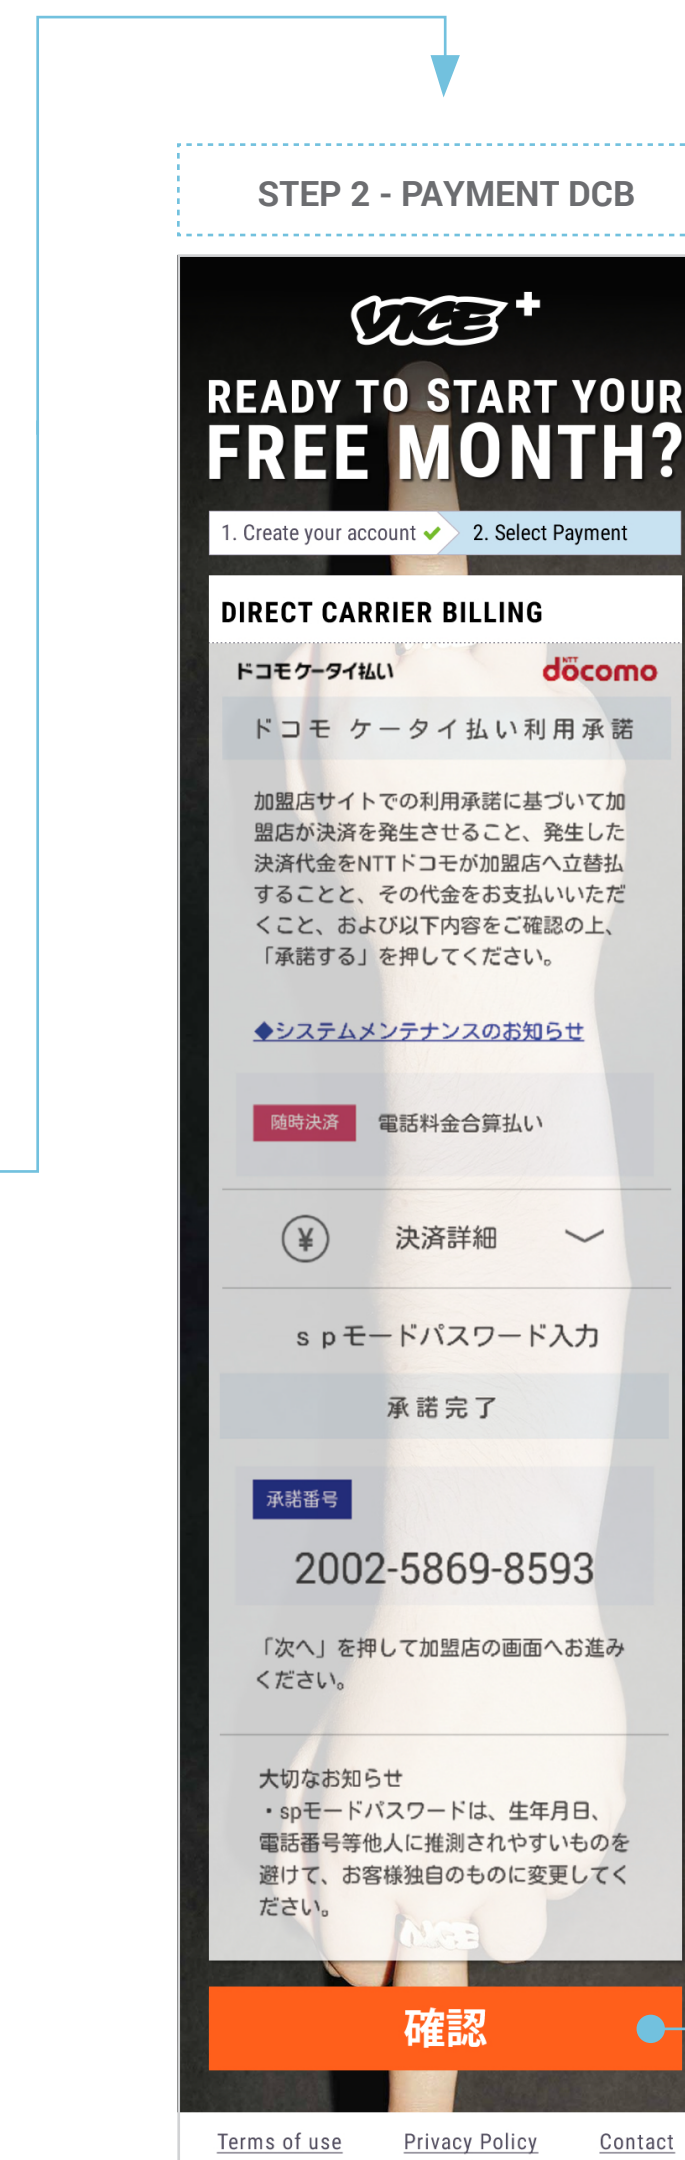 STEP 2 - PAYMENT DCB
VICE+
READY TO START YOUR
FREE MONTH?
1. Create your account 2. Select Payment
DIRECT CARRIER BILLING
ドコモケータイ払い NTT docomo
ドコモ ケータイ払い利用承諾
加盟店サイトでの利用承諾に基づいて加
盟店が決済を発生させること、発生した
決済代金をNTTドコモが加盟店へ立替払
することと、その代金をお支払いいただ
くこと、および以下内容をご確認の上、
「承諾する」を押してください。
◆システムメンテナンスのお知らせ
随時決済 電話料金合算払い
¥ 決済詳細
ｓｐモードパスワード入力
承諾完了
承諾番号
2002-5869-8593
「次へ」を押して加盟店の画面へお進み
ください。
大切なお知らせ
・spモードパスワードは、生年月日、
電話番号等他人に推測されやすいものを
避けて、お客様独自のものに変更してく
ださい。
VICE
確認
Terms of use Privacy Policy Contact